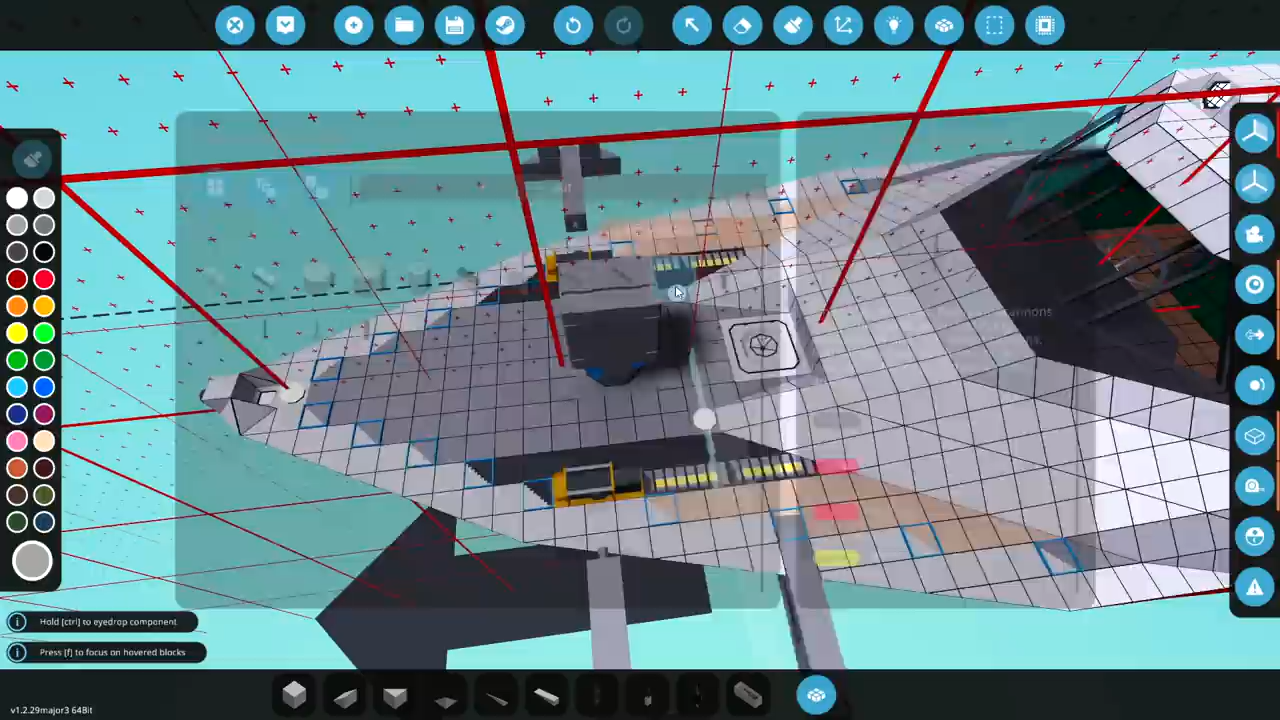 Hold [ctrl] to eyedrop component
Press [f] to focus on hovered blocks
v1.2.29major3 64Bit